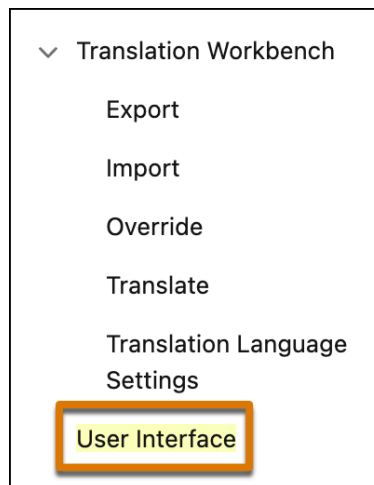 Translation Workbench
Export
Import
Override
Translate
Translation Language
Settings
User Interface